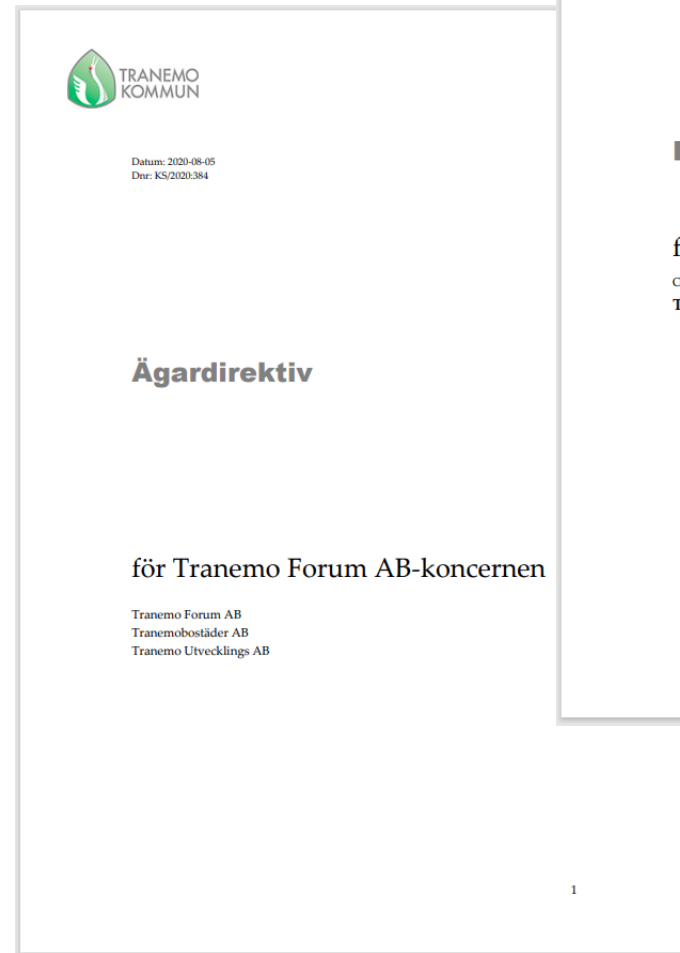 TRANEMO
KOMMUN
Datum: 2020-08-05
Dnr: KS/2020:384
Ägardirektiv
för Tranemo Forum AB-koncernen
Tranemo Forum AB
Tranemobostäder AB
Tranemo Utvecklings AB
1